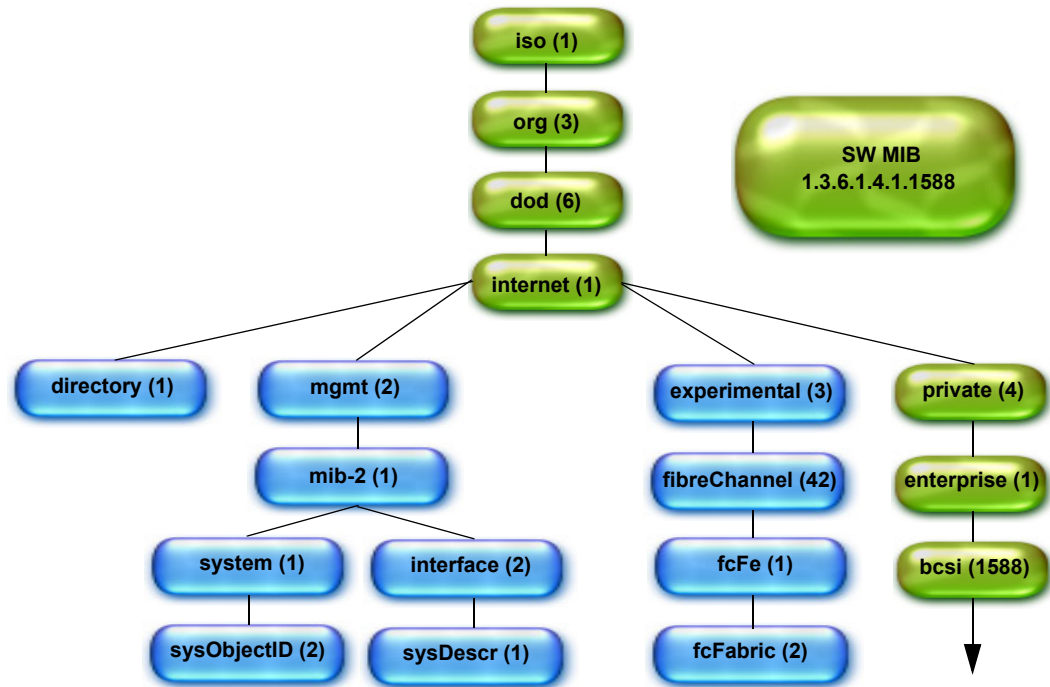 iso (1)
org (3)
SW MIB
1.3.6.1.4.1.1588
dod (6)
internet (1)
directory (1)
mgmt (2)
experimental (3)
private (4)
mib-2 (1)
fibreChannel (42)
enterprise (1)
system (1)
interface (2)
fcFe (1)
bcsi (1588)
sysObjectID (2)
sysDescr (1)
fcFabric (2)